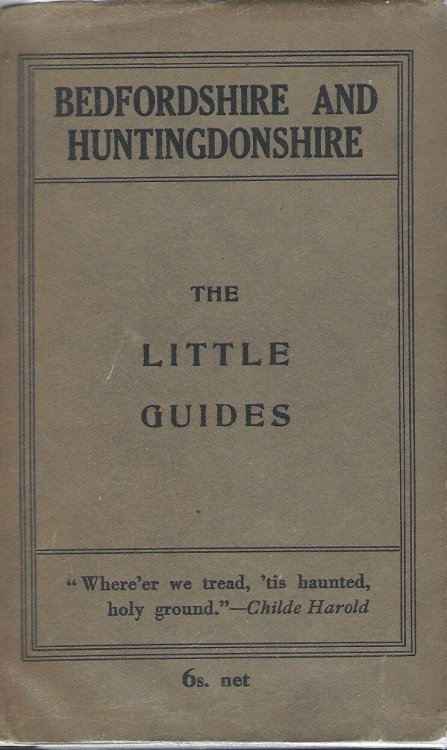 BEDFORDSHIRE AND
HUNTINGDONSHIRE
THE
LITTLE
GUIDES
“Where'er we tread, 'tis haunted,
holy ground.”—Childe Harold
6s. net